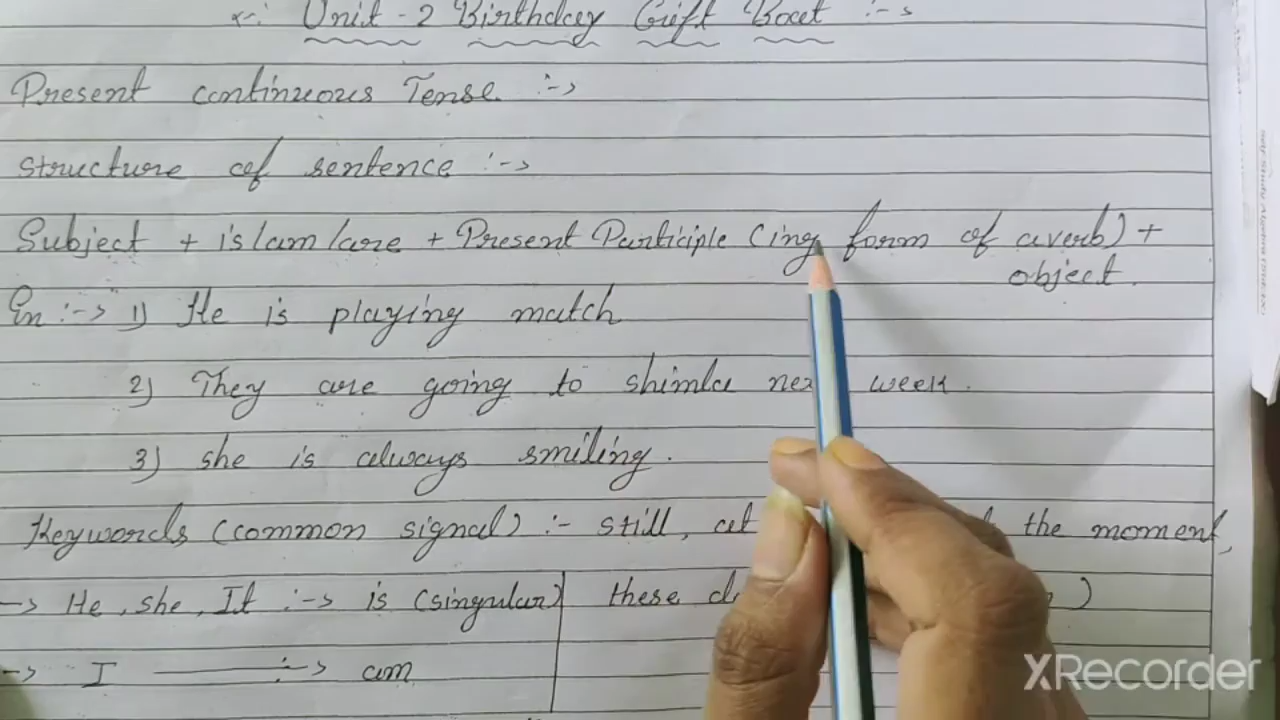 Unit - 2 Birthday Gift Boat :->
Present continuous Tense :->
structure of sentence :->
Subject + is/am/are + Present Participle (ing form of a verb) +
object.
En :-> 1) He is playing match
2) They are going to shimla week.
3) she is always smiling.
Keywords (common signal) :- still, at the moment,
-> He, she, It :-> is (singular) these
-> I :-> am
XRecorder